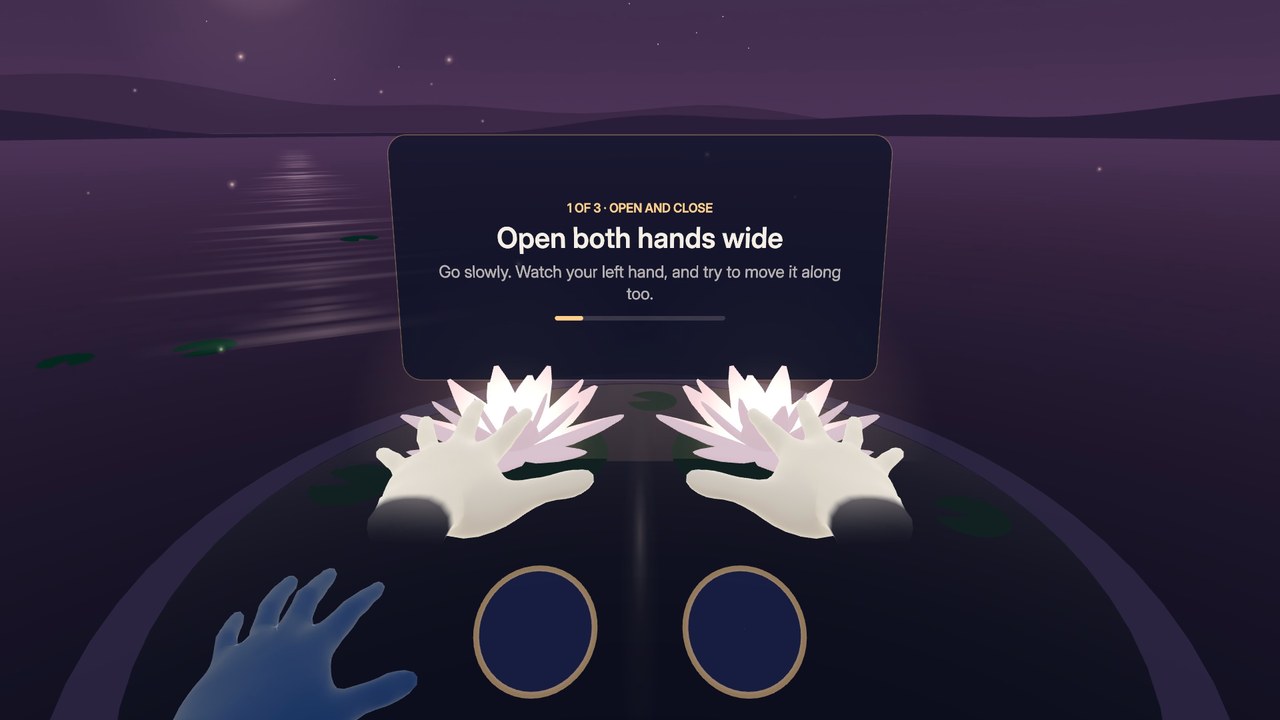 1 OF 3 · OPEN AND CLOSE
Open both hands wide
Go slowly. Watch your left hand, and try to move it along
too.